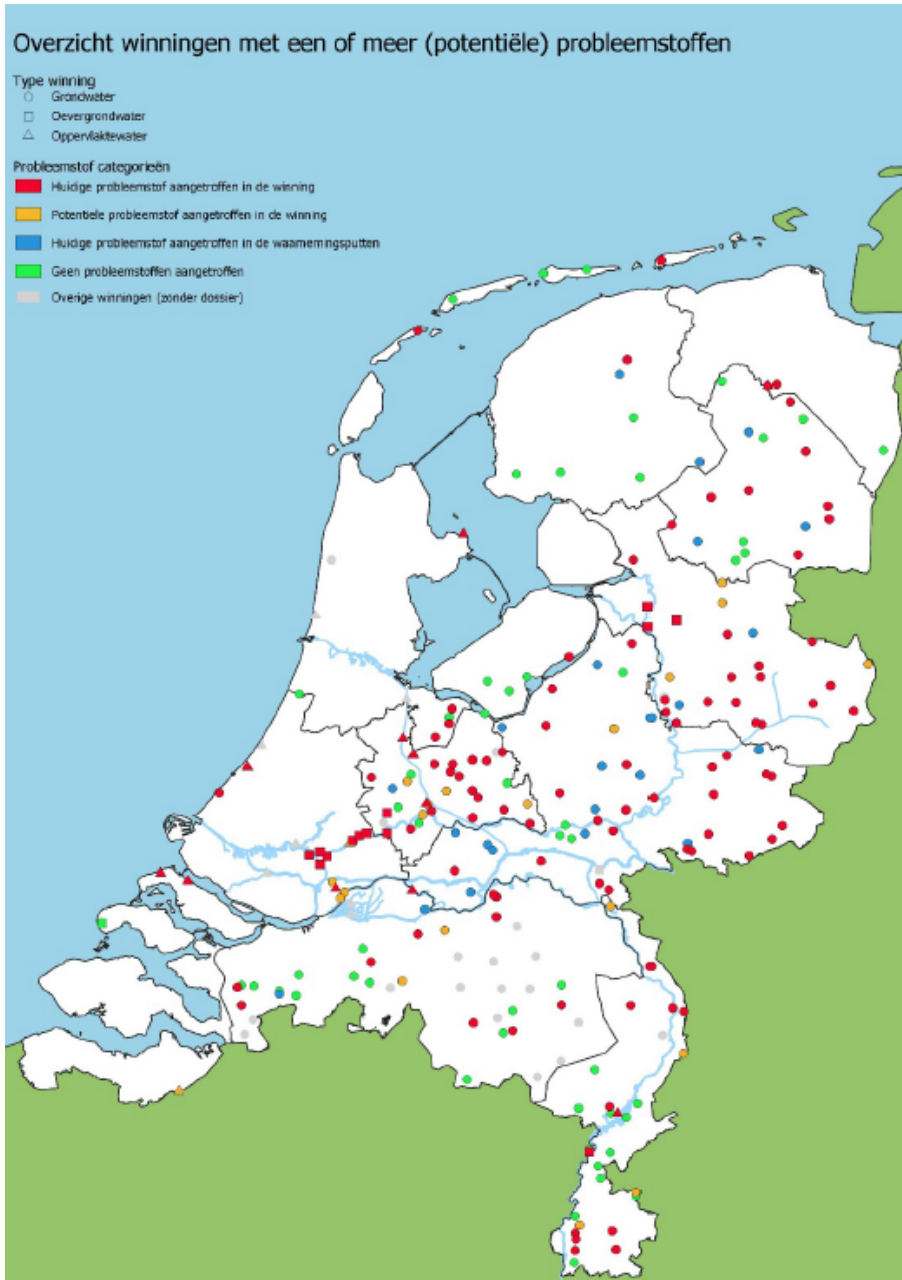 Overzicht winningen met een of meer (potentiële) probleemstoffen
Type winning
Grondwater
Oevergrondwater
Oppervlaktewater
Probleemstof categorieën
Huidige probleemstof aangetroffen in de winning
Potentiele probleemstof aangetroffen in de winning
Huidige probleemstof aangetroffen in de waarnemingsputten
Geen probleemstoffen aangetroffen
Overige winningen (zonder dossier)